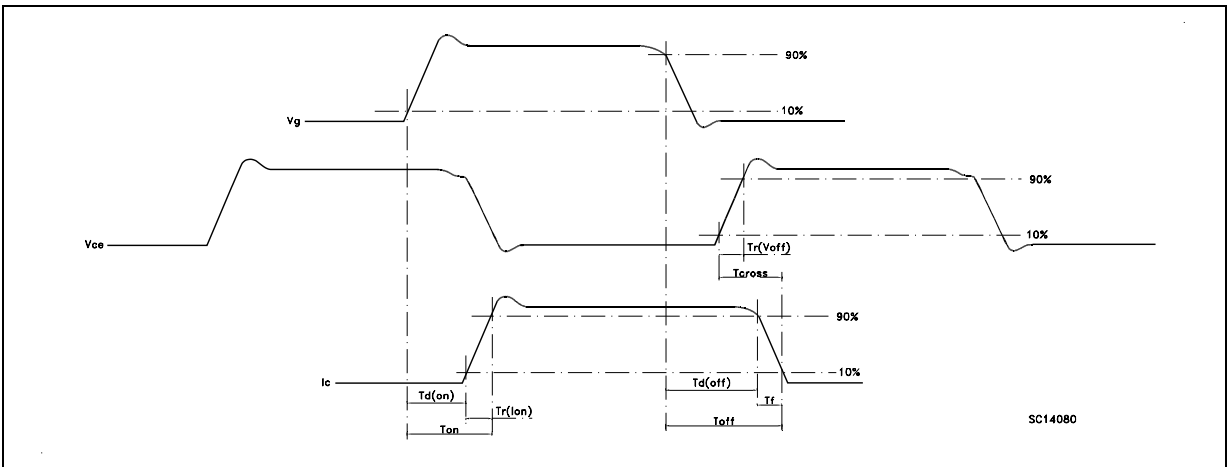 90%
10%
Vg
90%
Vce
10%
Tr(Voff)
Tcross
90%
10%
Ic
Td(on)
Td(off)
Tr(Ion)
Tf
Ton
Toff
SC14080